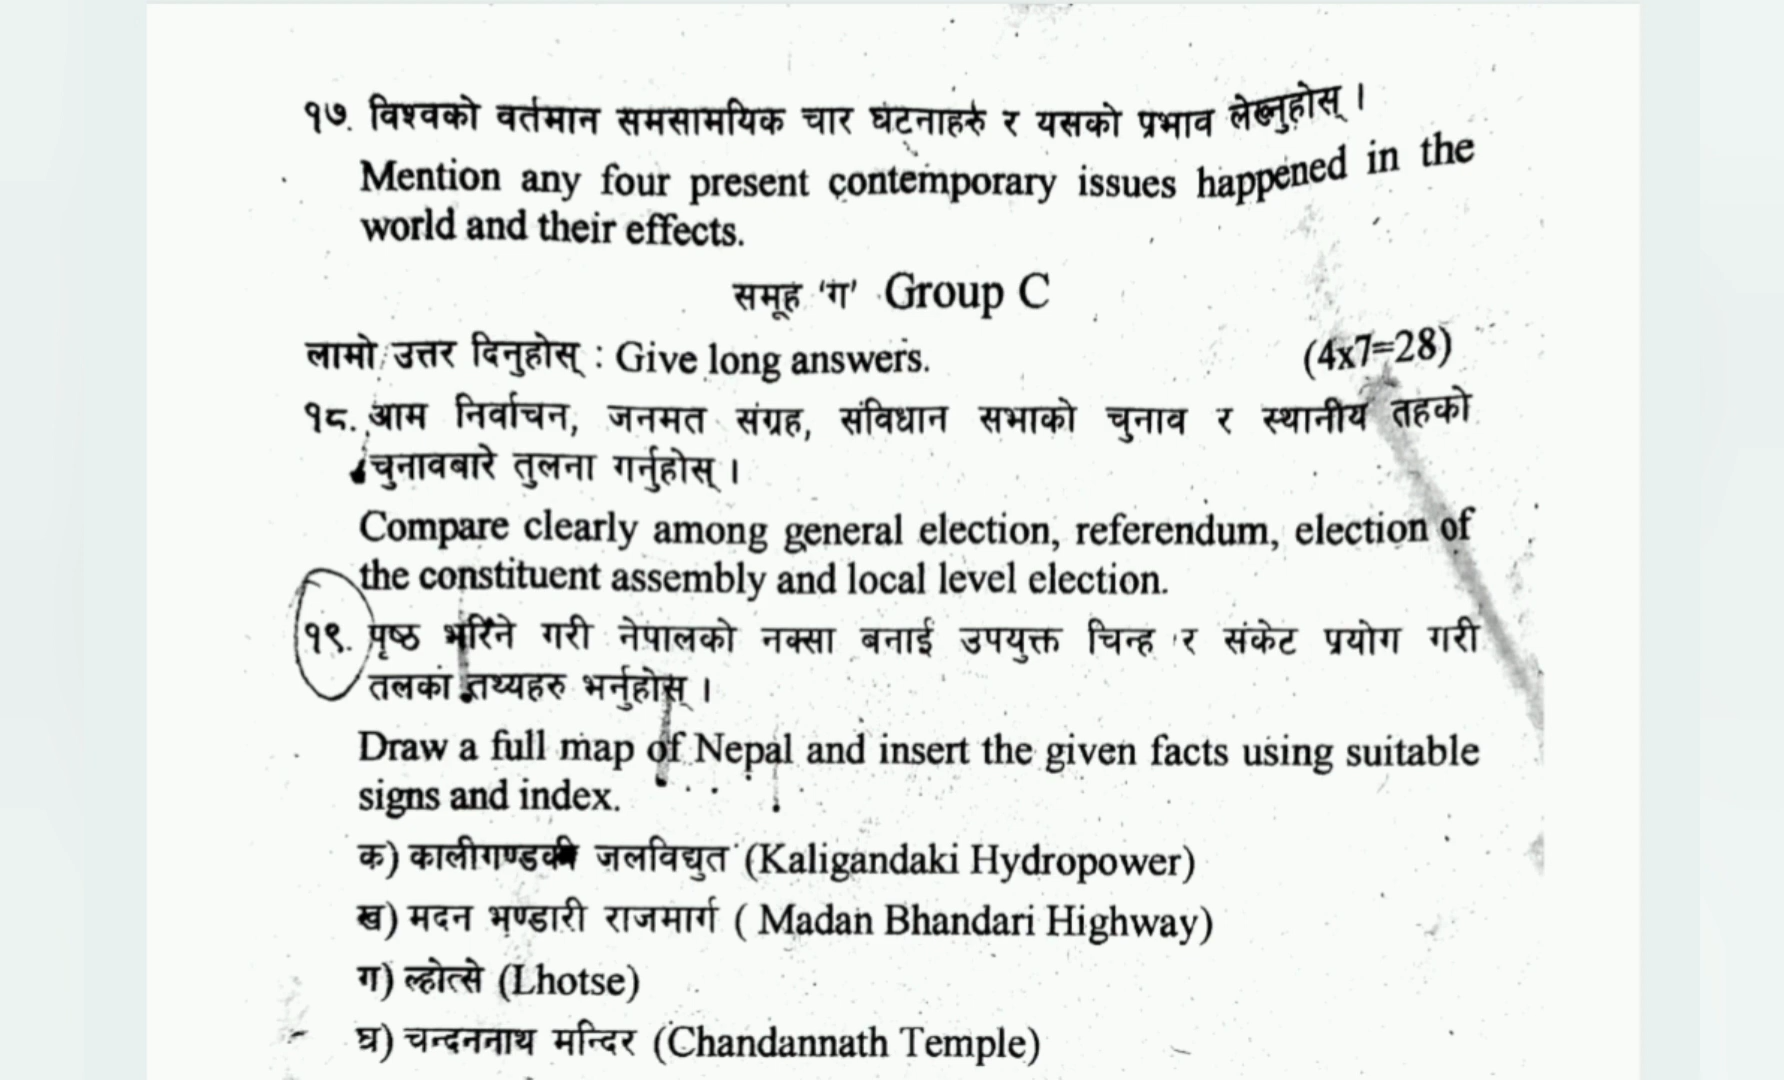 १७. विश्वको वर्तमान समसामयिक चार घटनाहरु र यसको प्रभाव लेख्नुहोस् ।
Mention any four present contemporary issues happened in the
world and their effects.
समूह 'ग' Group C
लामो उत्तर दिनुहोस् : Give long answers. (4x7=28)
१८. आम निर्वाचन, जनमत संग्रह, संविधान सभाको चुनाव र स्थानीय तहको
चुनावबारे तुलना गर्नुहोस् ।
Compare clearly among general election, referendum, election of
the constituent assembly and local level election.
१९. पृष्ठ भरिने गरी नेपालको नक्सा बनाई उपयुक्त चिन्ह र संकेट प्रयोग गरी
तलका तथ्यहरु भर्नुहोस् ।
Draw a full map of Nepal and insert the given facts using suitable
signs and index.
क) कालीगण्डकी जलविद्युत (Kaligandaki Hydropower)
ख) मदन भण्डारी राजमार्ग ( Madan Bhandari Highway)
ग) ल्होत्से (Lhotse)
घ) चन्दननाथ मन्दिर (Chandannath Temple)